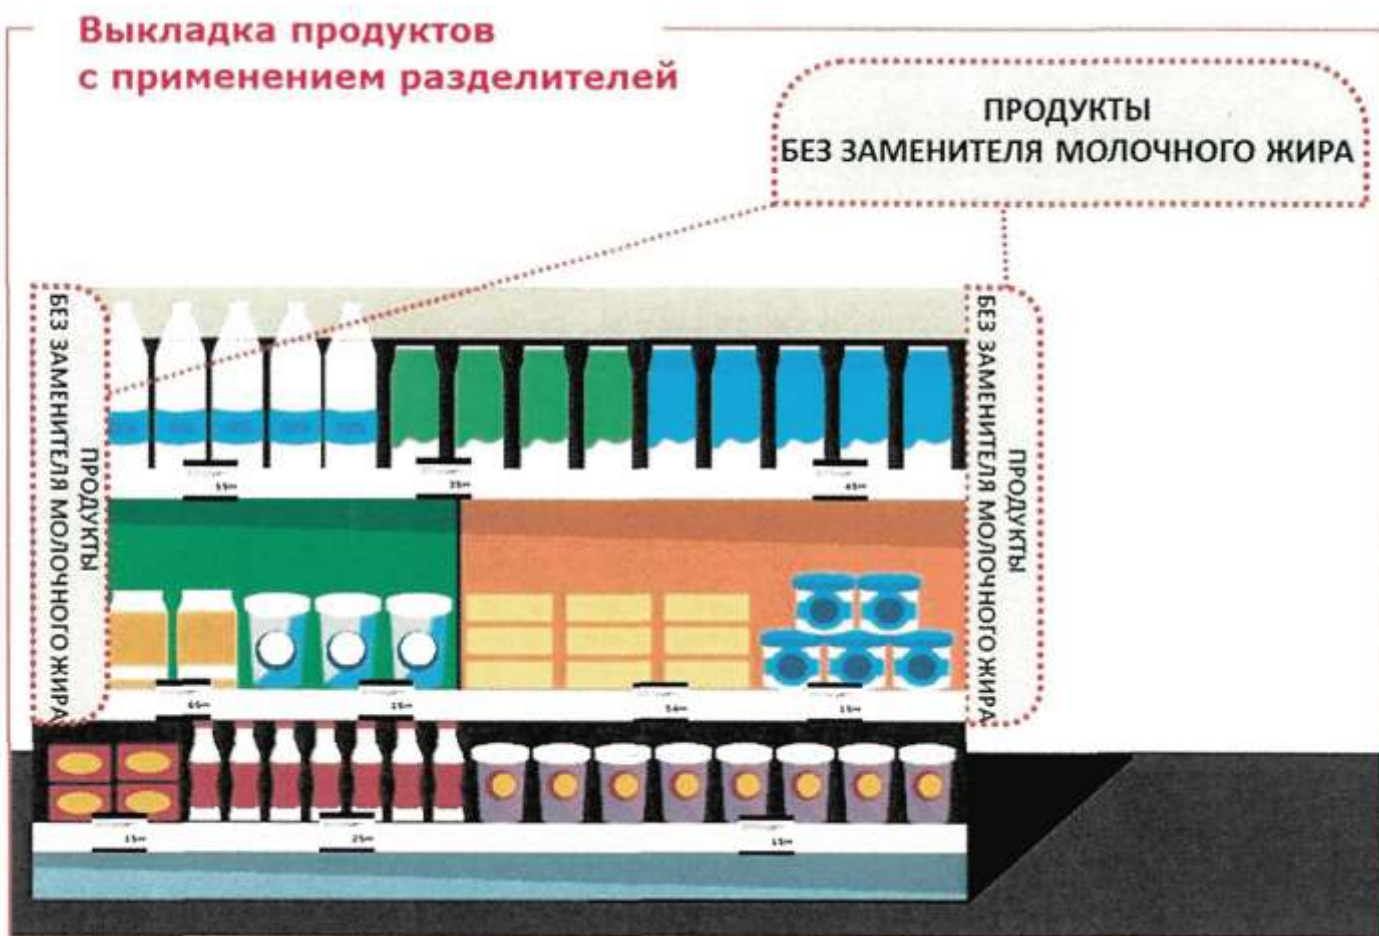 Выкладка продуктов
с применением разделителей
ПРОДУКТЫ
БЕЗ ЗАМЕНИТЕЛЯ МОЛОЧНОГО ЖИРА
ПРОДУКТЫ
БЕЗ ЗАМЕНИТЕЛЯ МОЛОЧНОГО ЖИРА
ПРОДУКТЫ
БЕЗ ЗАМЕНИТЕЛЯ МОЛОЧНОГО ЖИРА